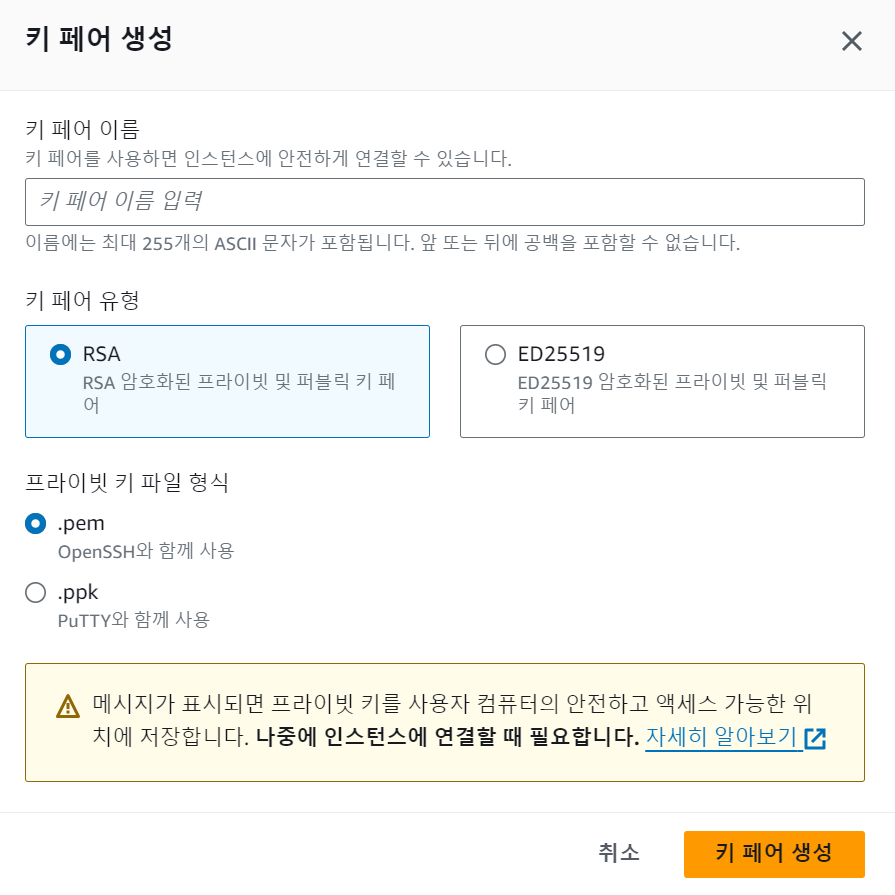 키 페어 생성
키 페어 이름
키 페어를 사용하면 인스턴스에 안전하게 연결할 수 있습니다.
키 페어 이름 입력
이름에는 최대 255개의 ASCII 문자가 포함됩니다. 앞 또는 뒤에 공백을 포함할 수 없습니다.
키 페어 유형
RSA
RSA 암호화된 프라이빗 및 퍼블릭 키 페
어
ED25519
ED25519 암호화된 프라이빗 및 퍼블릭
키 페어
프라이빗 키 파일 형식
.pem
OpenSSH와 함께 사용
.ppk
PuTTY와 함께 사용
메시지가 표시되면 프라이빗 키를 사용자 컴퓨터의 안전하고 액세스 가능한 위
치에 저장합니다. 나중에 인스턴스에 연결할 때 필요합니다. 자세히 알아보기
취소
키 페어 생성